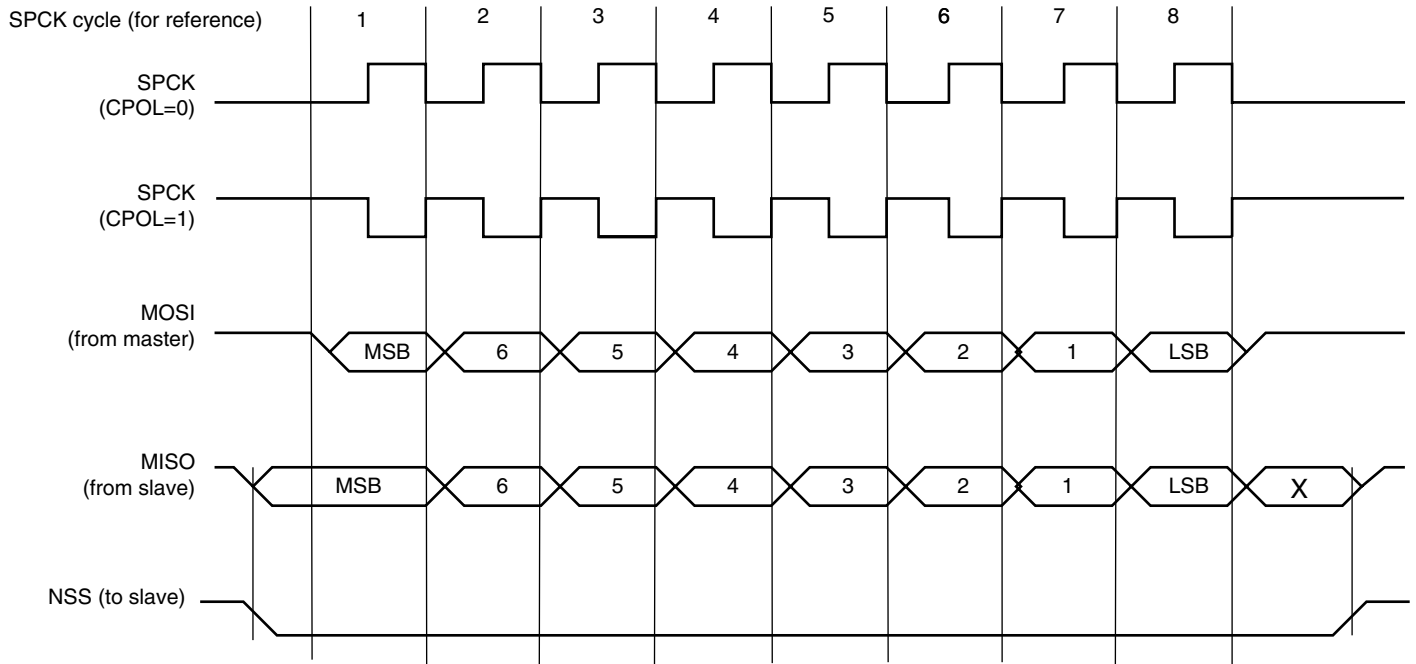 SPCK cycle (for reference) 1 2 3 4 5 6 7 8
SPCK
(CPOL=0)
SPCK
(CPOL=1)
MOSI
(from master)
MSB 6 5 4 3 2 1 LSB
MISO
(from slave)
MSB 6 5 4 3 2 1 LSB X
NSS (to slave)